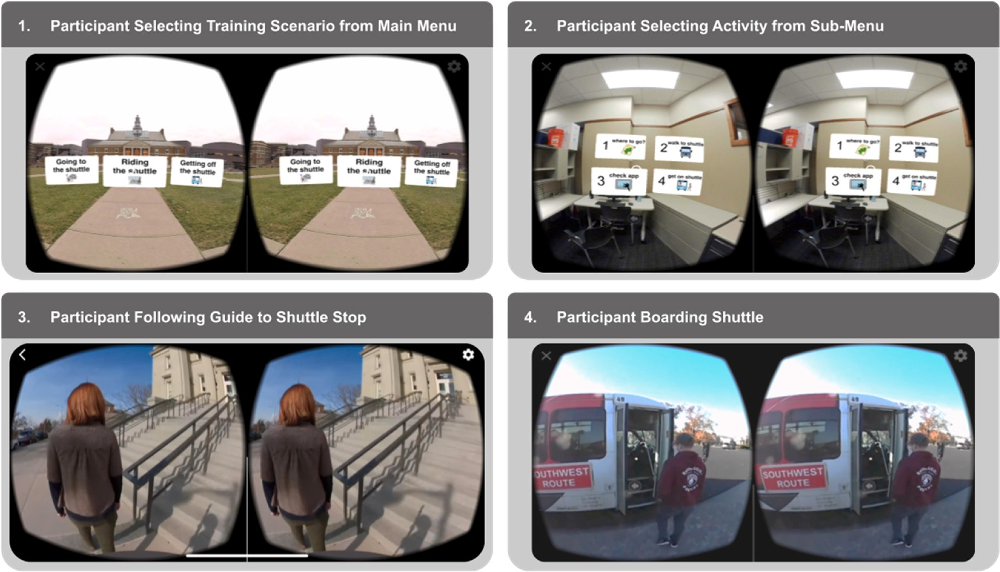 1. Participant Selecting Training Scenario from Main Menu
Going to
the shuttle
Riding
the shuttle
Getting off
the shuttle
Going to
the shuttle
Riding
the shuttle
Getting off
the shuttle
2. Participant Selecting Activity from Sub-Menu
1 where to go?
2 walk to shuttle
3 check app
4 get on shuttle
1 where to go?
2 walk to shuttle
3 check app
4 get on shuttle
3. Participant Following Guide to Shuttle Stop
4. Participant Boarding Shuttle
49
OUTHWEST
ROUTE
49
SOUTHWEST
ROUTE